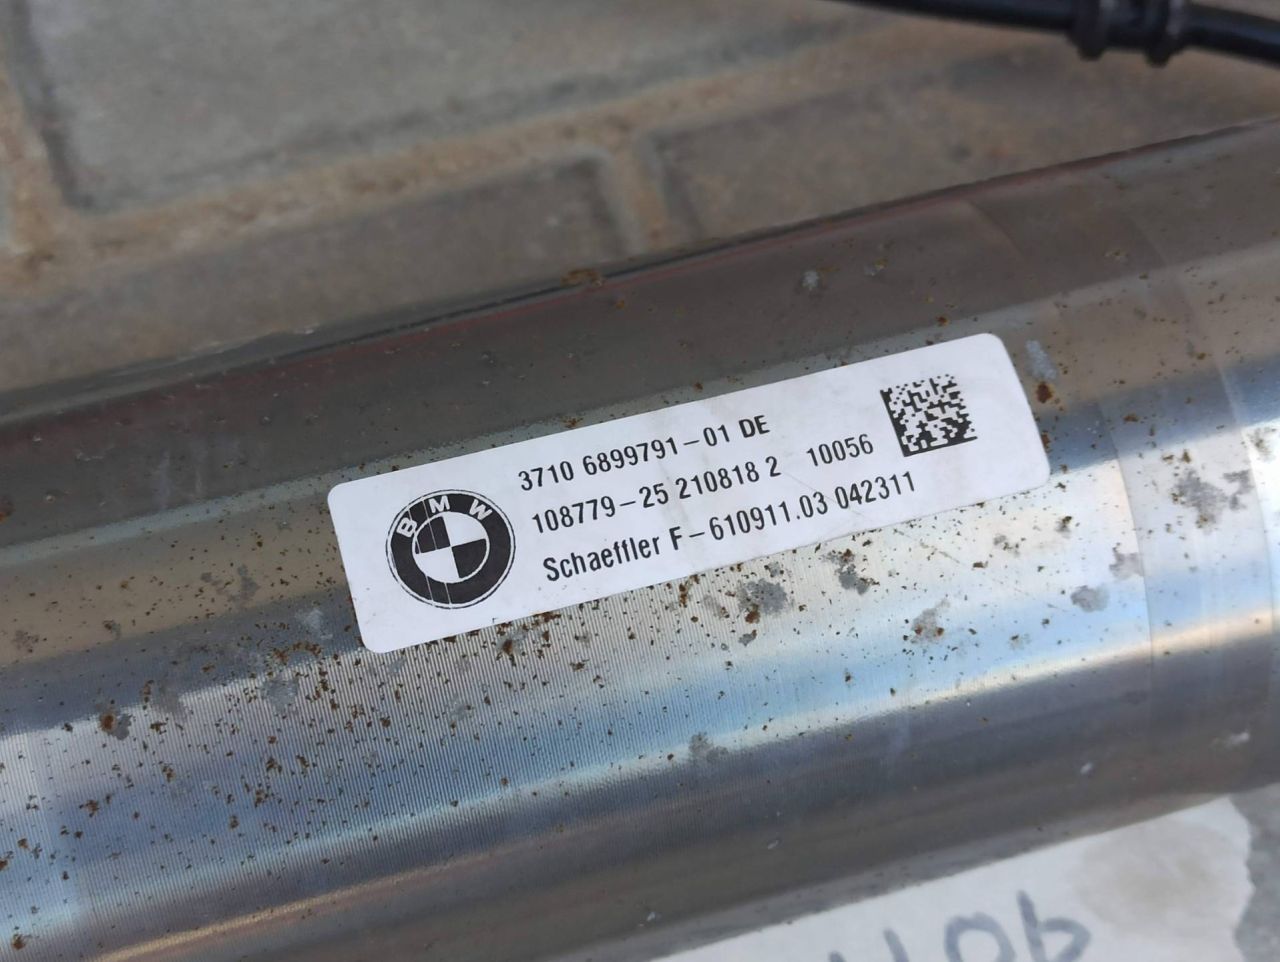 BMW
3710 6899791-01 DE
108779-25 210818 2 10056
Schaeffler F-610911.03 042311